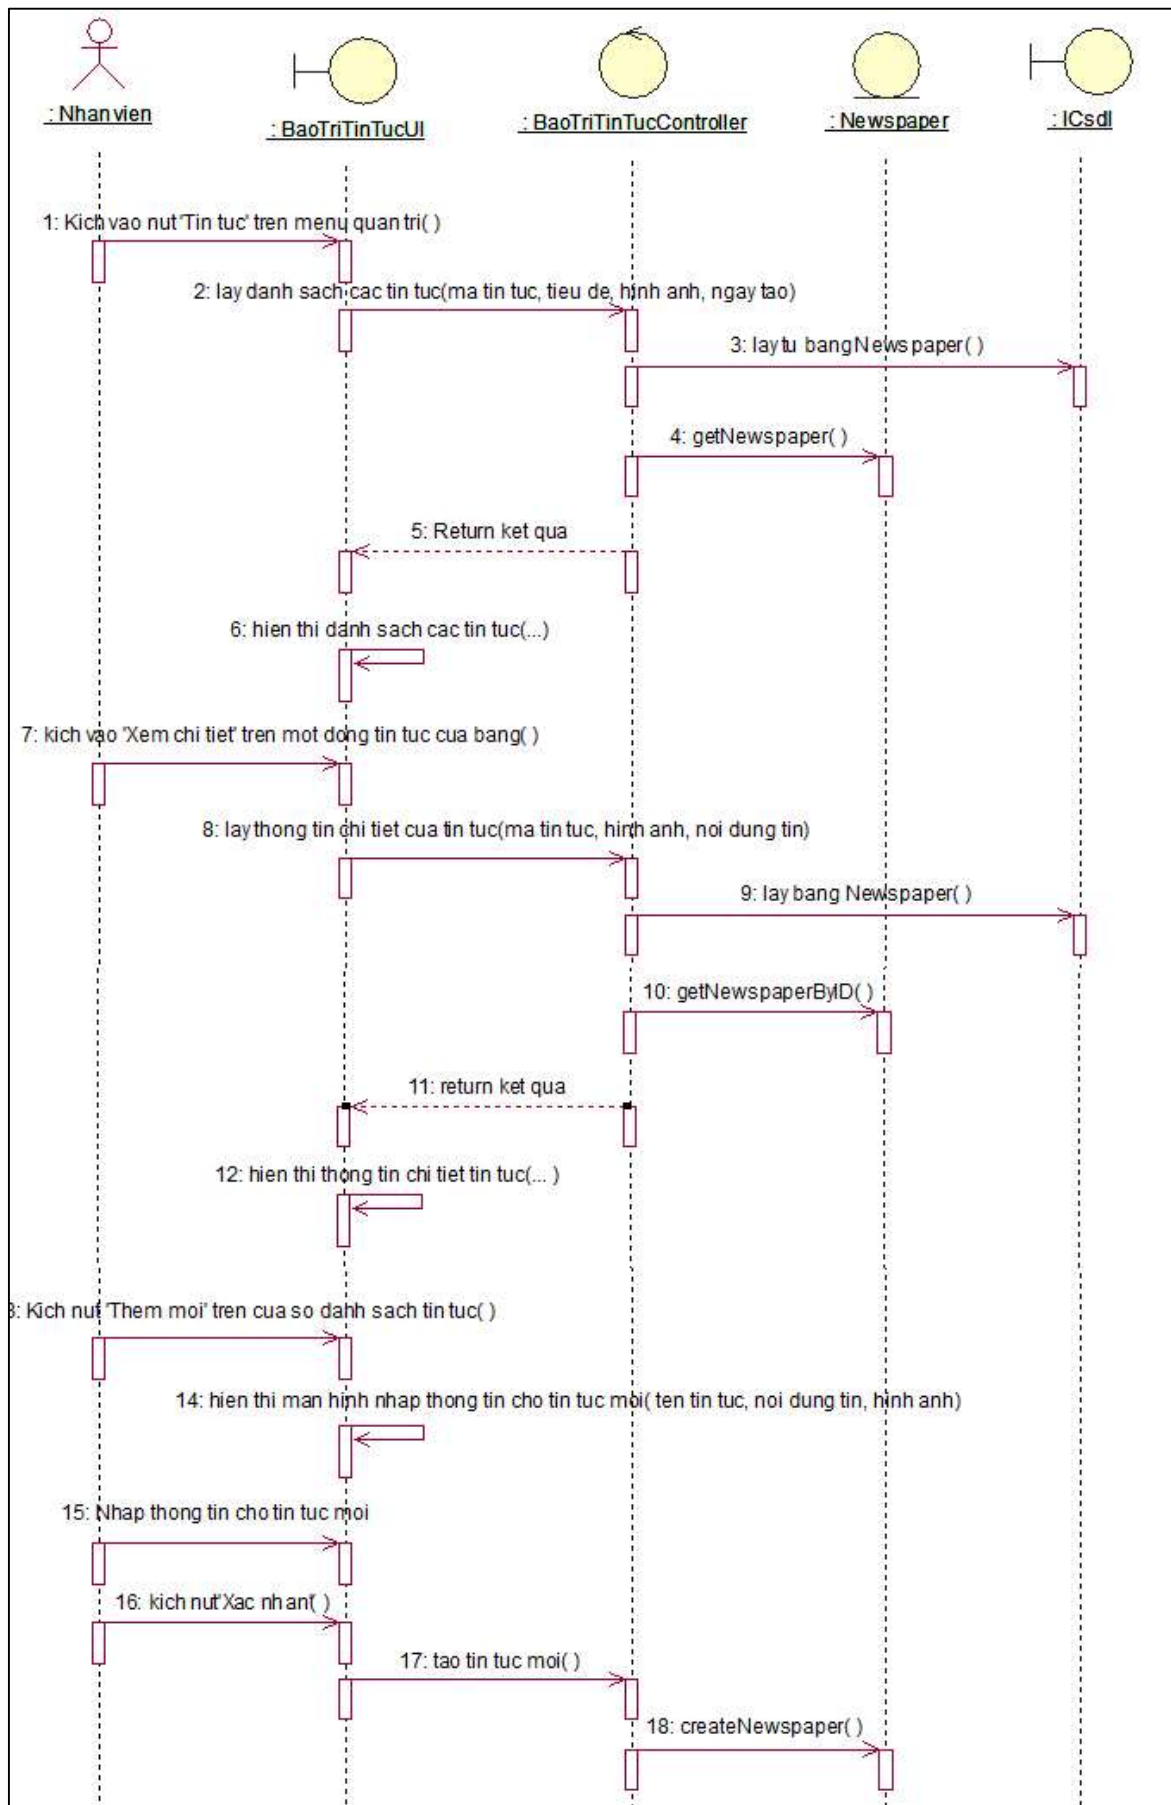 : Nhanvien
: BaoTriTinTucUI
: BaoTriTinTucController
: Newspaper
: ICsdl
1: Kich vao nut 'Tin tuc' tren menu quan tri( )
2: lay danh sach cac tin tuc(ma tin tuc, tieu de, hinh anh, ngay tao)
3: lay tu bang Newspaper( )
4: getNewspaper( )
5: Return ket qua
6: hien thi danh sach cac tin tuc(...)
7: kich vao 'Xem chi tiet' tren mot dong tin tuc cua bang( )
8: lay thong tin chi tiet cua tin tuc(ma tin tuc, hinh anh, noi dung tin)
9: lay bang Newspaper( )
10: getNewspaperByID( )
11: return ket qua
12: hien thi thong tin chi tiet tin tuc(... )
3: Kich nut 'Them moi' tren cua so danh sach tin tuc( )
14: hien thi man hinh nhap thong tin cho tin tuc moi( ten tin tuc, noi dung tin, hinh anh)
15: Nhap thong tin cho tin tuc moi
16: kich nut 'Xac nhan'( )
17: tao tin tuc moi( )
18: createNewspaper( )